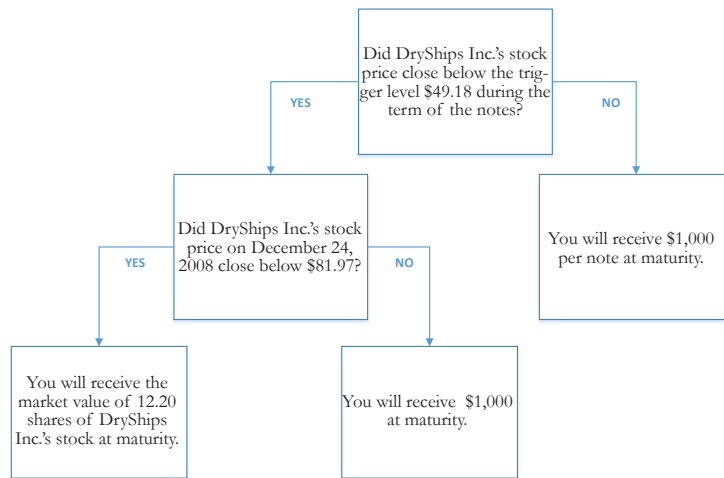 Did DryShips Inc.'s stock
price close below the trig-
ger level $49.18 during the
term of the notes?
YES
NO
Did DryShips Inc.'s stock
price on December 24,
2008 close below $81.97?
You will receive $1,000
per note at maturity.
YES
NO
You will receive the
market value of 12.20
shares of DryShips
Inc.'s stock at maturity.
You will receive $1,000
at maturity.